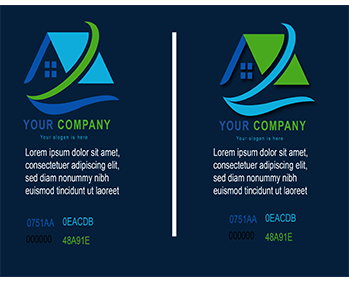 YOUR COMPANY
Your slogen is here
Lorem ipsum dolor sit amet,
consectetuer adipiscing elit,
sed diam nonummy nibh
euismod tincidunt ut laoreet
0751AA 0EACDB
000000 48A91E
YOUR COMPANY
Your slogen is here
Lorem ipsum dolor sit amet,
consectetuer adipiscing elit,
sed diam nonummy nibh
euismod tincidunt ut laoreet
0751AA 0EACDB
000000 48A91E